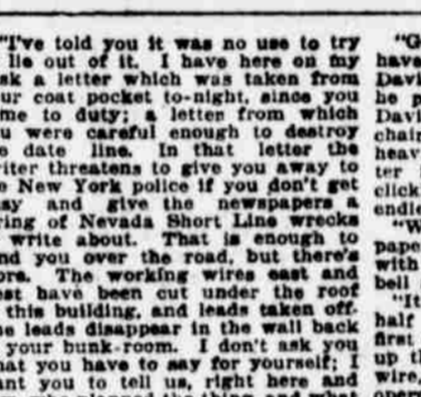 "I've told you it was no use to try
lie out of it. I have here on my
sk a letter which was taken from
ur coat pocket to-night, since you
me to duty; a letter from which
u were careful enough to destroy
e date line. In that letter the
iter threatens to give you away to
e New York police if you don't get
sy and give the newspapers a
ring of Nevada Short Line wrecks
write about. That is enough to
nd you over the road, but there's
ore. The working wires east and
est have been cut under the roof
this building, and leads taken off.
e leads disappear in the wall back
your bunk-room. I don't ask you
hat you have to say for yourself; I
ant you to tell us, right here and
"G
have
Davi
he p
Davi
chair
heav
ter
click
endle
"W
pape
with
bell
"It
half
first
up th
wire,